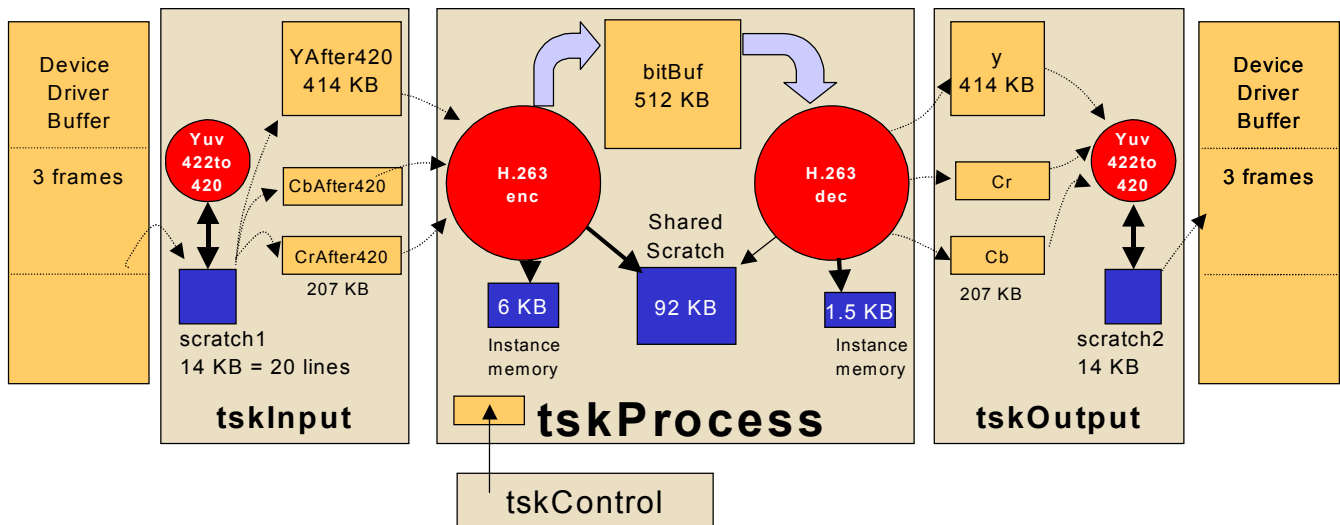 Device
Driver
Buffer
3 frames
Yuv
422to
420
scratch1
14 KB = 20 lines
YAfter420
414 KB
CbAfter420
CrAfter420
207 KB
tskInput
H.263
enc
bitBuf
512 KB
H.263
dec
Shared
Scratch
6 KB
92 KB
1.5 KB
Instance
memory
Instance
memory
tskProcess
tskControl
y
414 KB
Cr
Cb
207 KB
Yuv
422to
420
scratch2
14 KB
tskOutput
Device
Driver
Buffer
3 frames